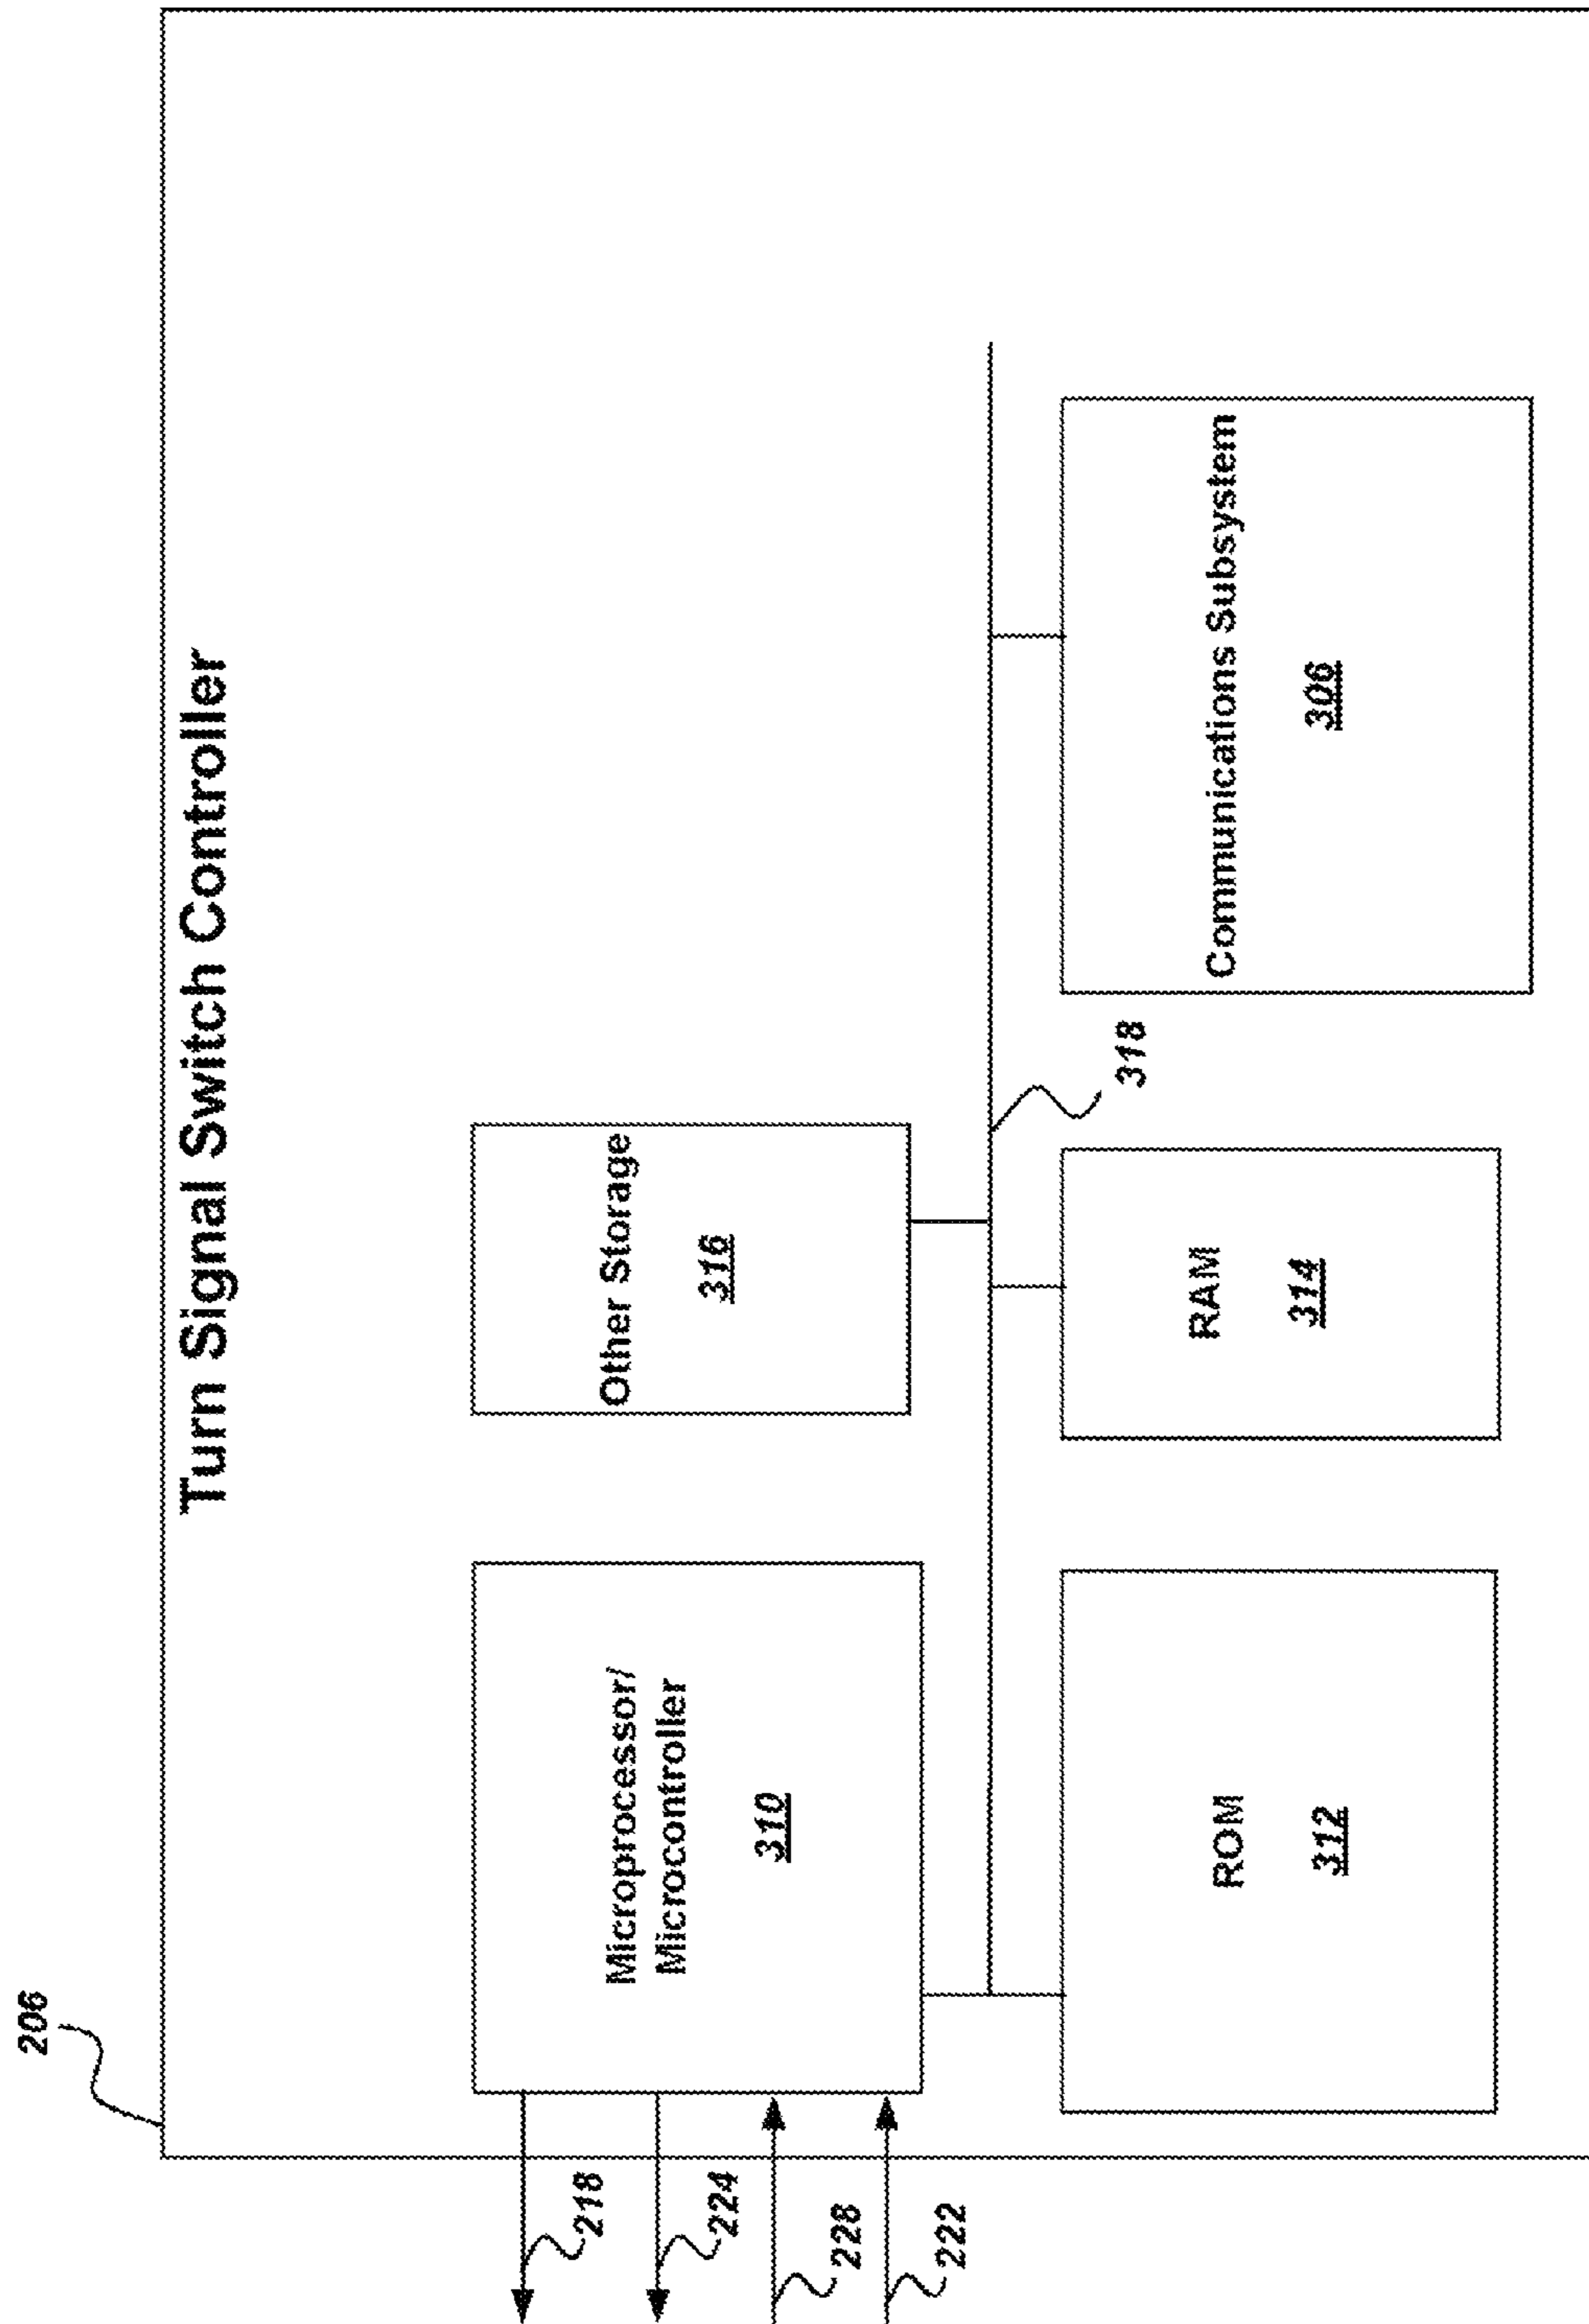 206
Turn Signal Switch Controller
218
224
228
222
Microprocessor/
Microcontroller
310
Other Storage
316
318
ROM
312
RAM
314
Communications Subsystem
306